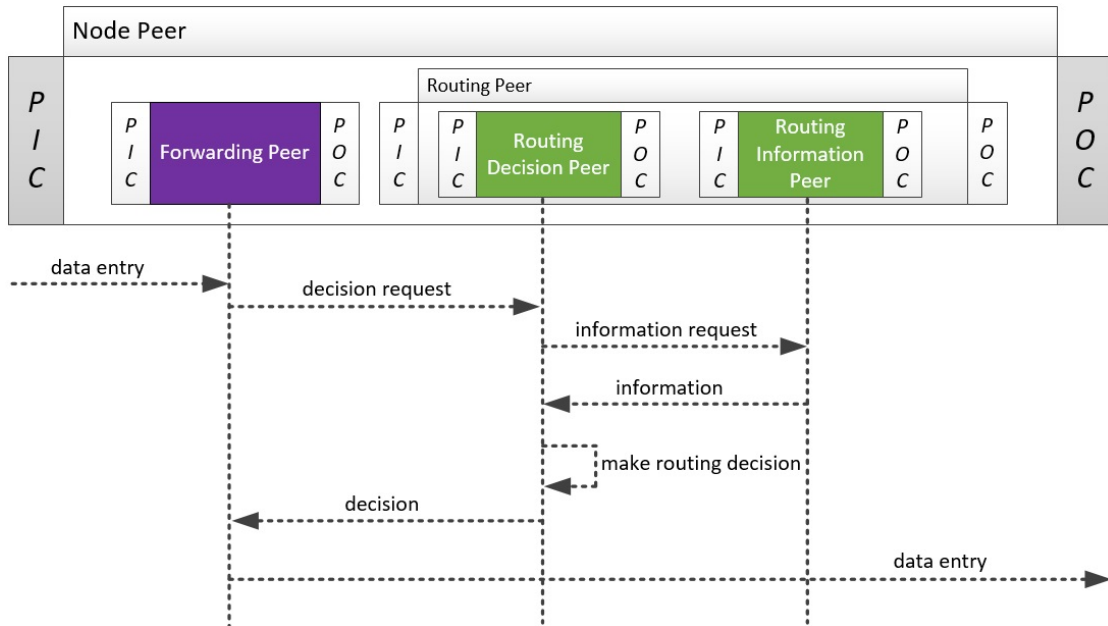 Node Peer
P
I
C
P
O
C
Routing Peer
P
I
C
Forwarding Peer
P
O
C
P
I
C
P
I
C
Routing
Decision Peer
P
O
C
P
I
C
Routing
Information
Peer
P
O
C
P
O
C
data entry
decision request
information request
information
make routing decision
decision
data entry